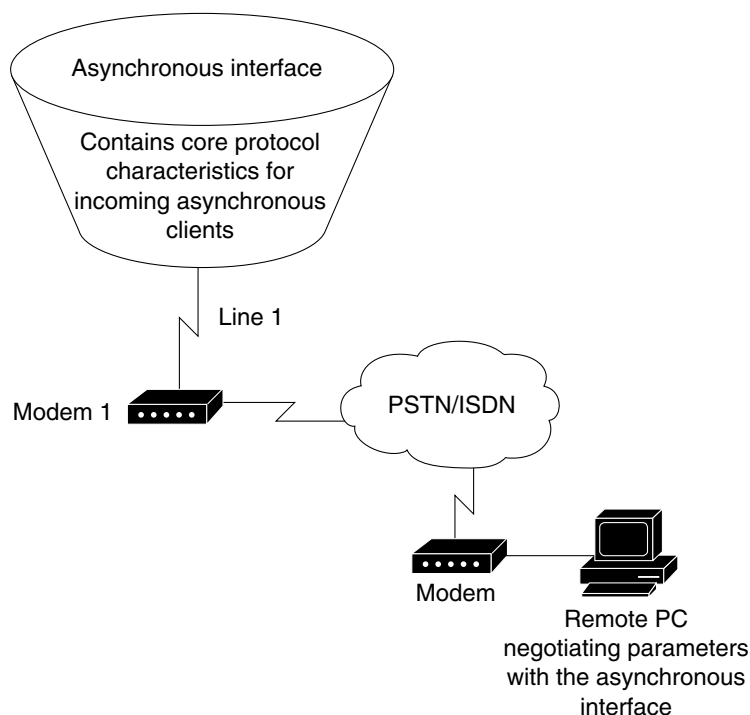 Asynchronous interface
Contains core protocol
characteristics for
incoming asynchronous
clients
Line 1
Modem 1
PSTN/ISDN
Modem
Remote PC
negotiating parameters
with the asynchronous
interface